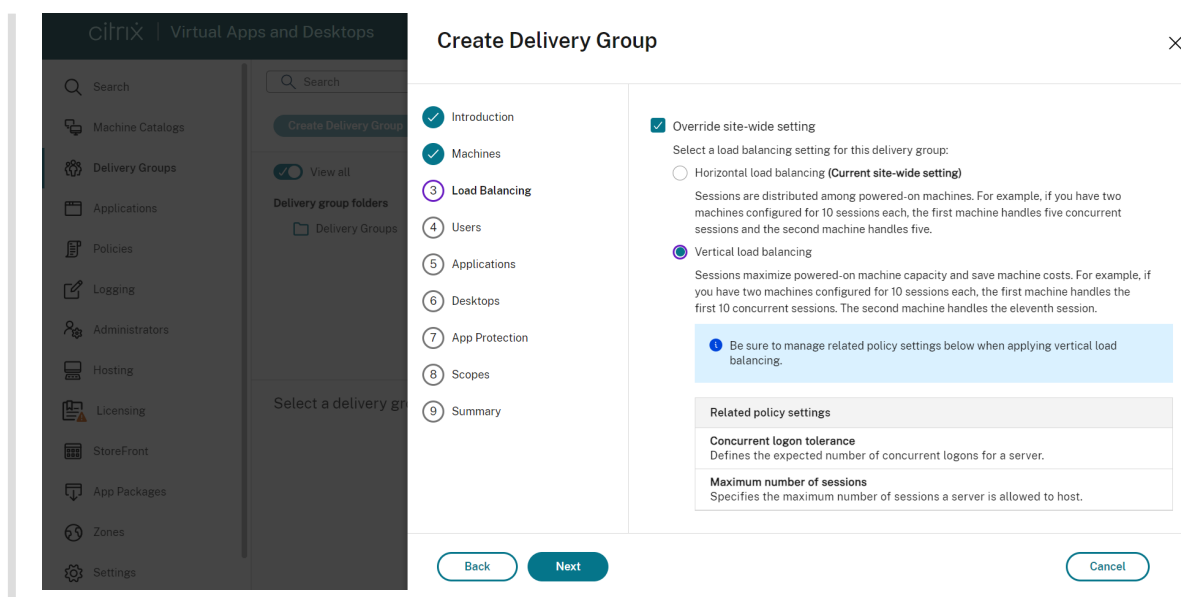 citrix | Virtual Apps and Desktops
Search
Machine Catalogs
Delivery Groups
Applications
Policies
Logging
Administrators
Hosting
Licensing
StoreFront
App Packages
Zones
Settings
Search
Create Delivery Group
View all
Delivery group folders
Delivery Groups
Select a delivery gr
Create Delivery Group
Introduction
Machines
3 Load Balancing
4 Users
5 Applications
6 Desktops
7 App Protection
8 Scopes
9 Summary
Override site-wide setting
Select a load balancing setting for this delivery group:
Horizontal load balancing (Current site-wide setting)
Sessions are distributed among powered-on machines. For example, if you have two
machines configured for 10 sessions each, the first machine handles five concurrent
sessions and the second machine handles five.
Vertical load balancing
Sessions maximize powered-on machine capacity and save machine costs. For example, if
you have two machines configured for 10 sessions each, the first machine handles the
first 10 concurrent sessions. The second machine handles the eleventh session.
Be sure to manage related policy settings below when applying vertical load
balancing.
Related policy settings
Concurrent logon tolerance
Defines the expected number of concurrent logons for a server.
Maximum number of sessions
Specifies the maximum number of sessions a server is allowed to host.
Back
Next
Cancel